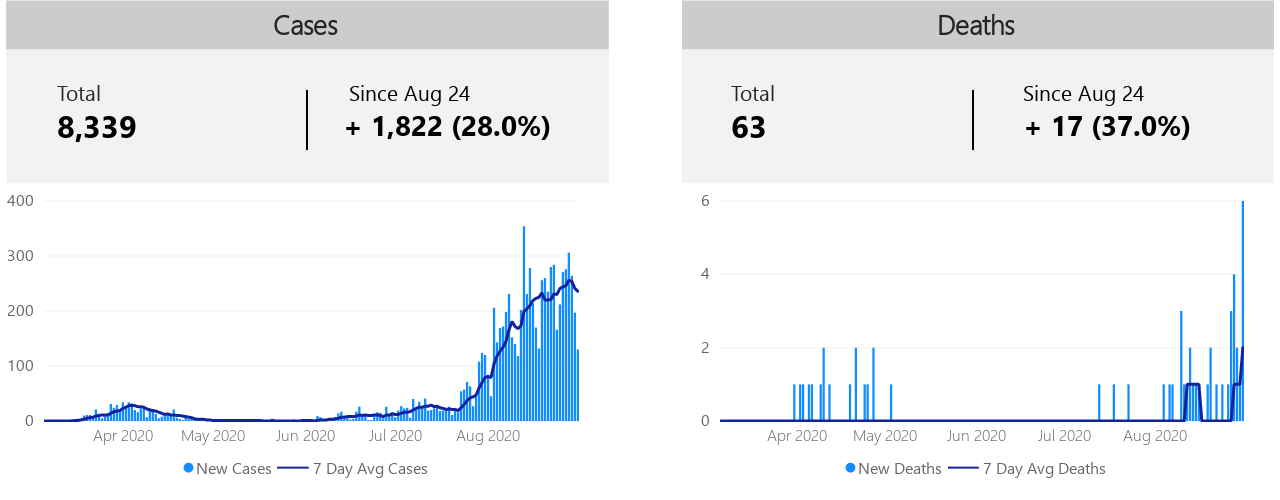 Cases
Total
8,339
Since Aug 24
+ 1,822 (28.0%)
400
300
200
100
0
Apr 2020 May 2020 Jun 2020 Jul 2020 Aug 2020
New Cases 7 Day Avg Cases
Deaths
Total
63
Since Aug 24
+ 17 (37.0%)
6
4
2
0
Apr 2020 May 2020 Jun 2020 Jul 2020 Aug 2020
New Deaths 7 Day Avg Deaths